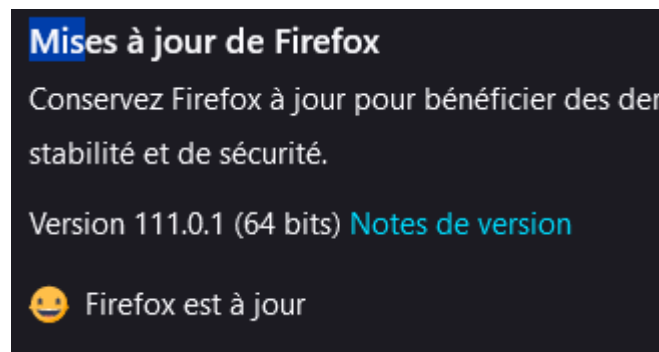 Mises à jour de Firefox
Conservez Firefox à jour pour bénéficier des
stabilité et de sécurité.
Version 111.0.1 (64 bits) Notes de version
Firefox est à jour